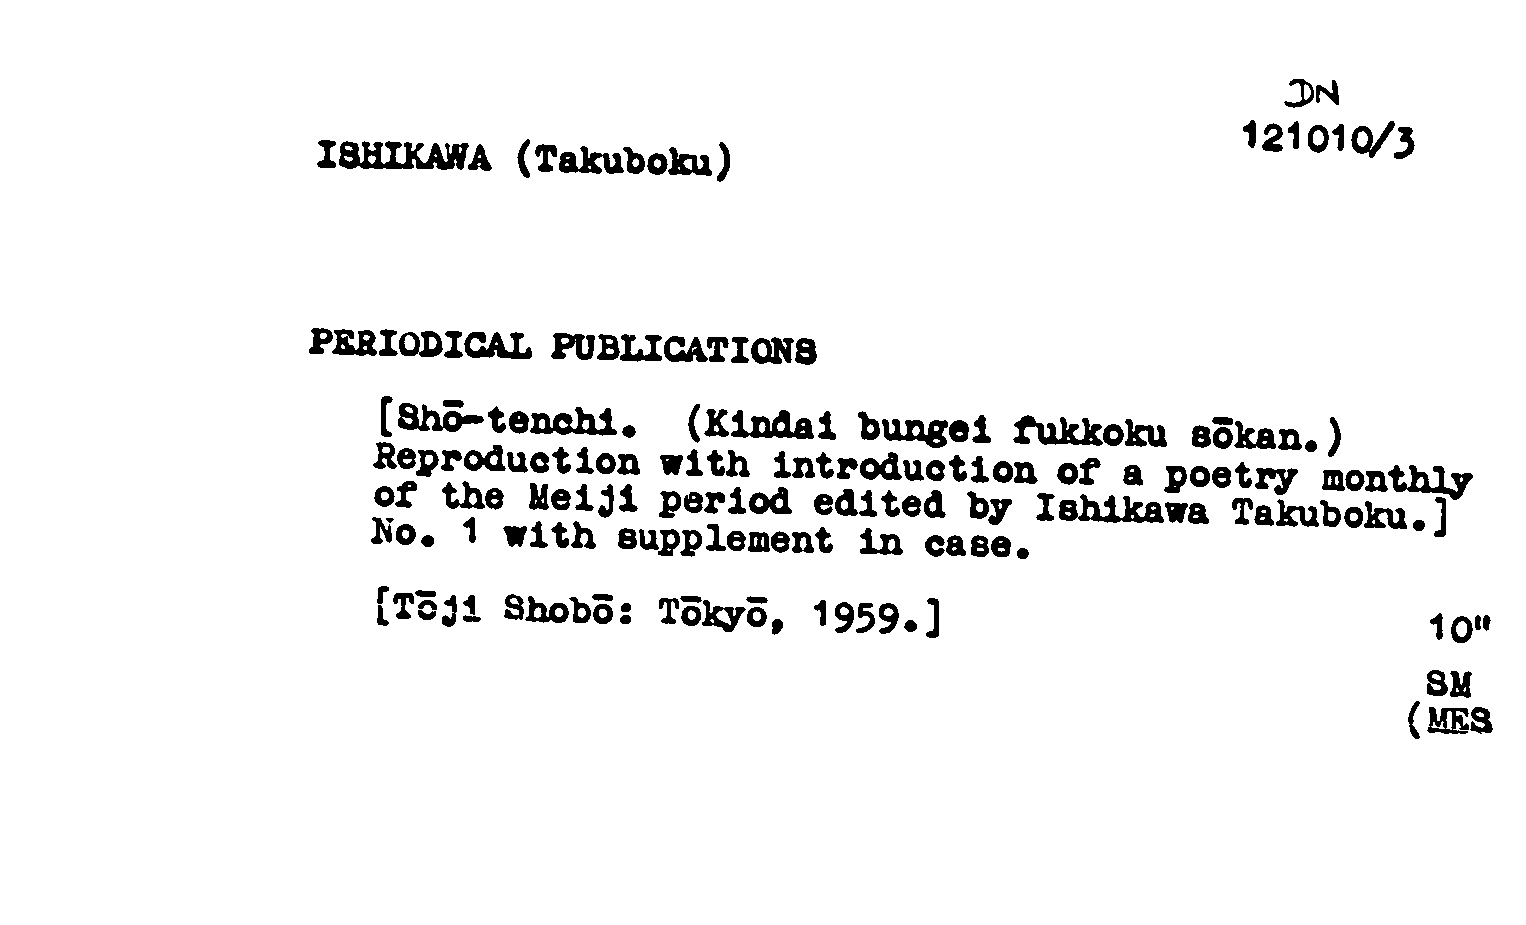 DN
121010/3
ISHIKAWA (Takuboku)
PERIODICAL PUBLICATIONS
[Shō-tenchi. (Kindai bungei fukkoku sōkan.)
Reproduction with introduction of a poetry monthly
of the Meiji period edited by Ishikawa Takuboku.]
No. 1 with supplement in case.
[Tōji Shobō: Tōkyō, 1959.]
10"
SM
(MES